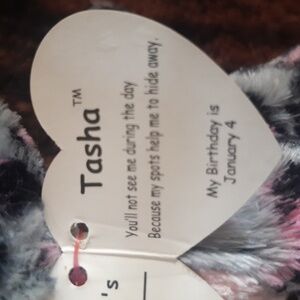 Tasha™
You'll not see me during the day
Because my spots help me to hide away.
My Birthday is
January 4
's